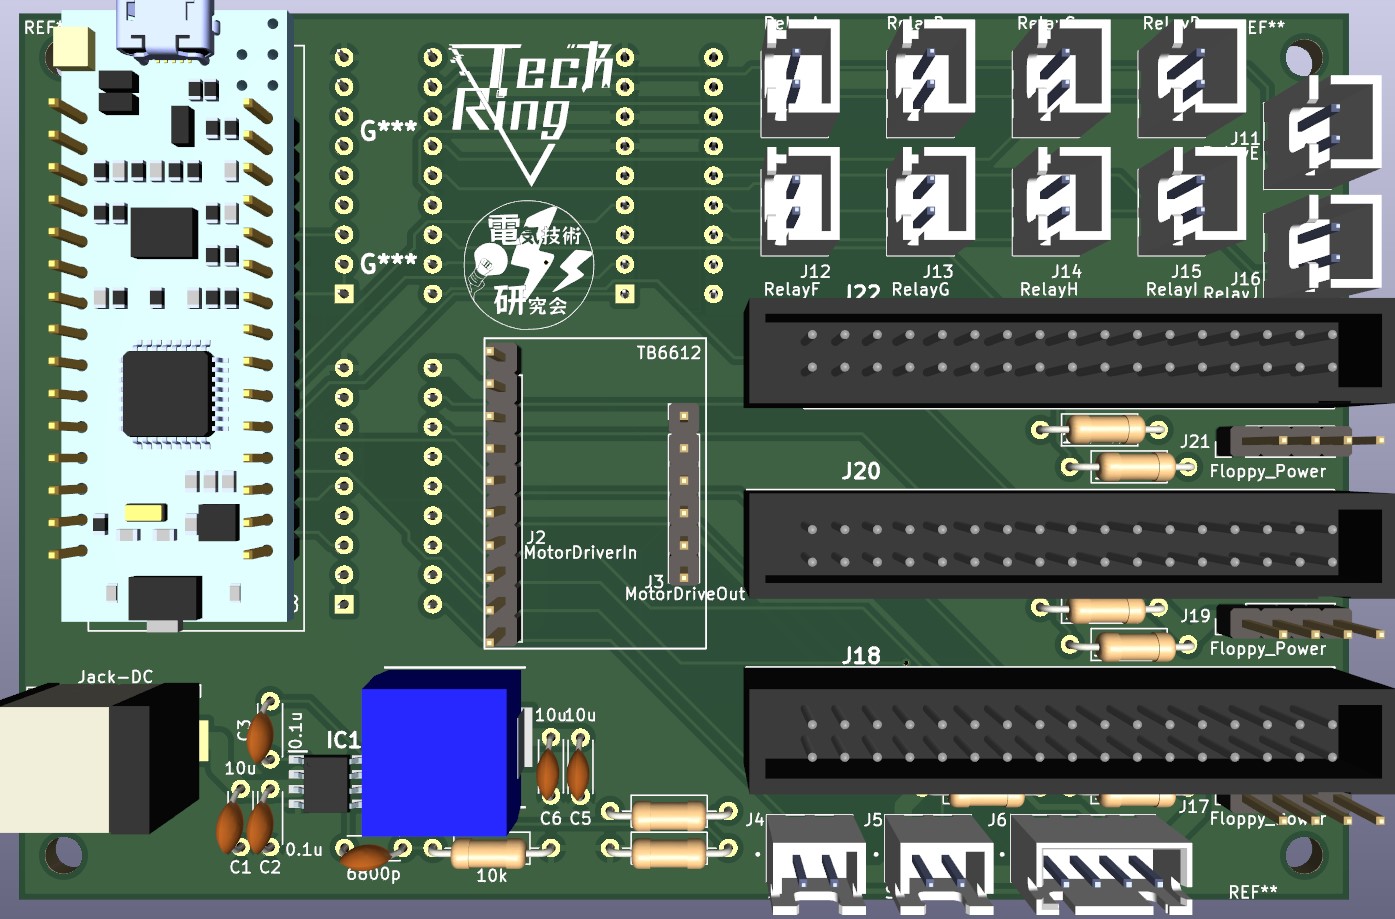 REF**
RelayA
RelayB
RelayC
RelayD
EF**
Tech
Ring
G***
J11
G***
電気技術
研究会
J12
J13
J14
J15
J16
RelayF
RelayG
RelayH
RelayI
RelayJ
J22
TB6612
J21
Floppy_Power
J20
J2
MotorDriverIn
J3
MotorDriveOut
J19
Floppy_Power
J18
Jack-DC
C3
0.1u
IC1
10u
10u
10u
C6
C5
J17
J4
J5
J6
0.1u
C1
C2
6800p
10k
REF**